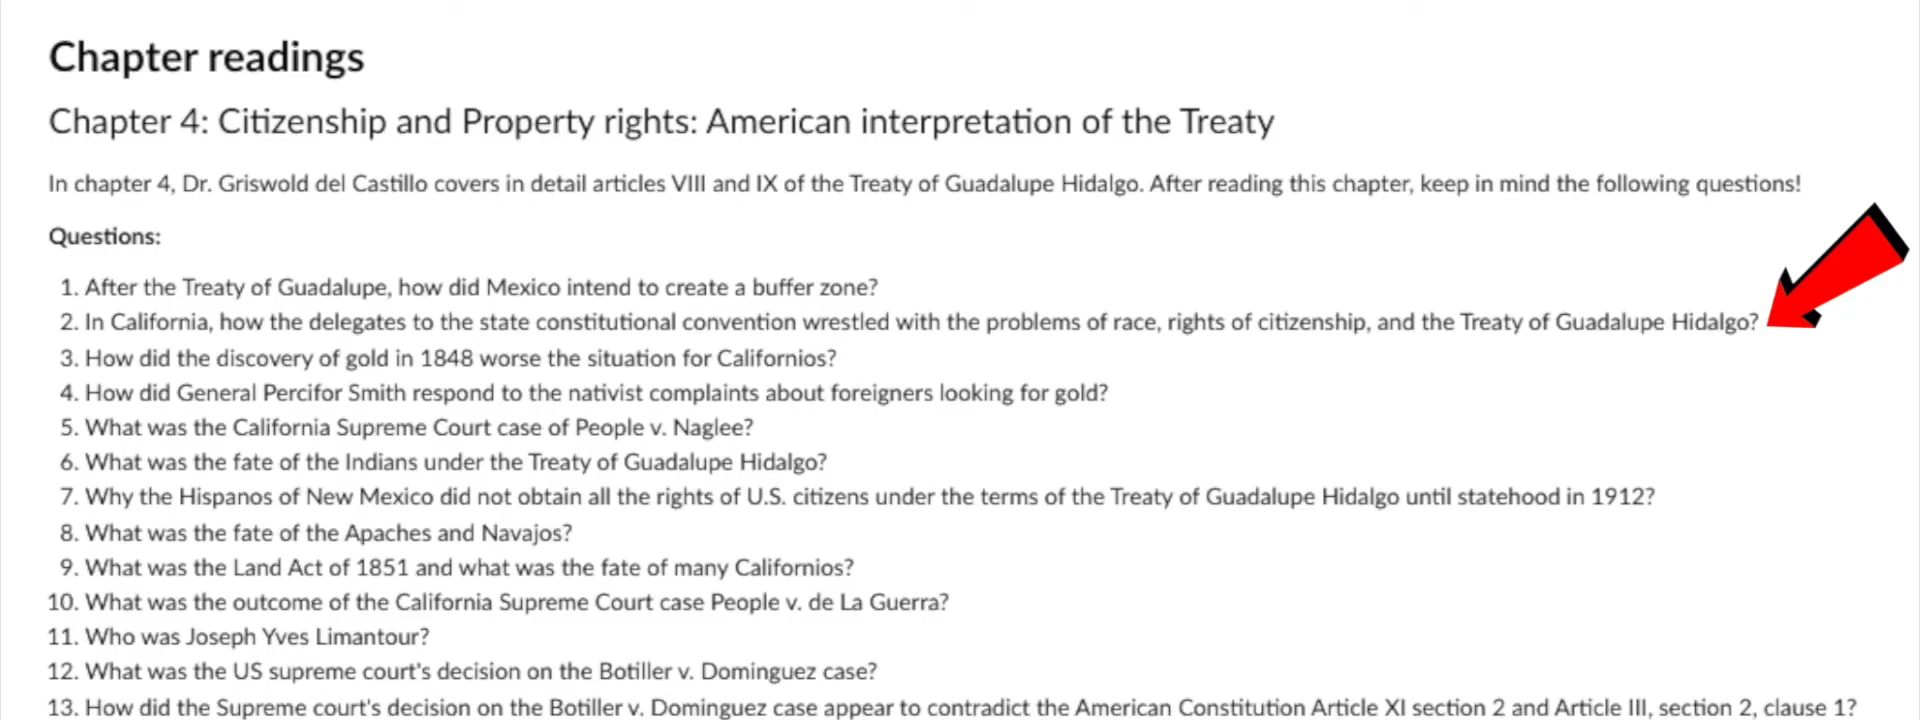 Chapter readings
Chapter 4: Citizenship and Property rights: American interpretation of the Treaty
In chapter 4, Dr. Griswold del Castillo covers in detail articles VIII and IX of the Treaty of Guadalupe Hidalgo. After reading this chapter, keep in mind the following questions!
Questions:
1. After the Treaty of Guadalupe, how did Mexico intend to create a buffer zone?
2. In California, how the delegates to the state constitutional convention wrestled with the problems of race, rights of citizenship, and the Treaty of Guadalupe Hidalgo?
3. How did the discovery of gold in 1848 worse the situation for Californios?
4. How did General Percifor Smith respond to the nativist complaints about foreigners looking for gold?
5. What was the California Supreme Court case of People v. Naglee?
6. What was the fate of the Indians under the Treaty of Guadalupe Hidalgo?
7. Why the Hispanos of New Mexico did not obtain all the rights of U.S. citizens under the terms of the Treaty of Guadalupe Hidalgo until statehood in 1912?
8. What was the fate of the Apaches and Navajos?
9. What was the Land Act of 1851 and what was the fate of many Californios?
10. What was the outcome of the California Supreme Court case People v. de La Guerra?
11. Who was Joseph Yves Limantour?
12. What was the US supreme court's decision on the Botiller v. Dominguez case?
13. How did the Supreme court's decision on the Botiller v. Dominguez case appear to contradict the American Constitution Article XI section 2 and Article III, section 2, clause 1?